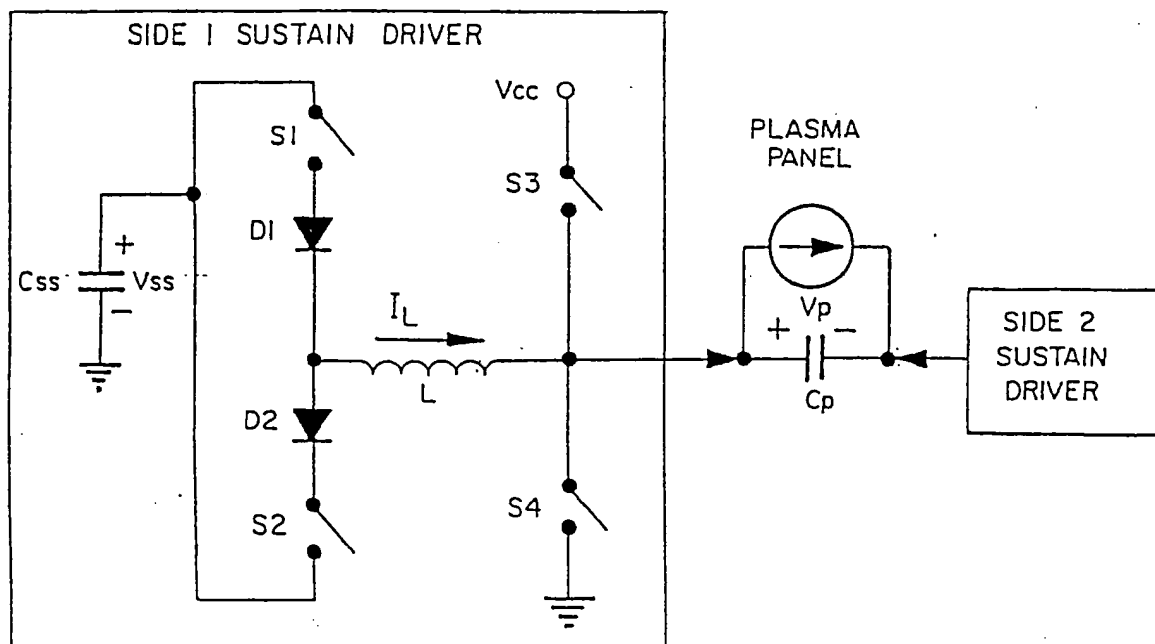 SIDE 1 SUSTAIN DRIVER
S1
D1
Css
+
Vss
-
IL
L
D2
S2
Vcc
S3
S4
PLASMA
PANEL
Vp
+
-
Cp
SIDE 2
SUSTAIN
DRIVER